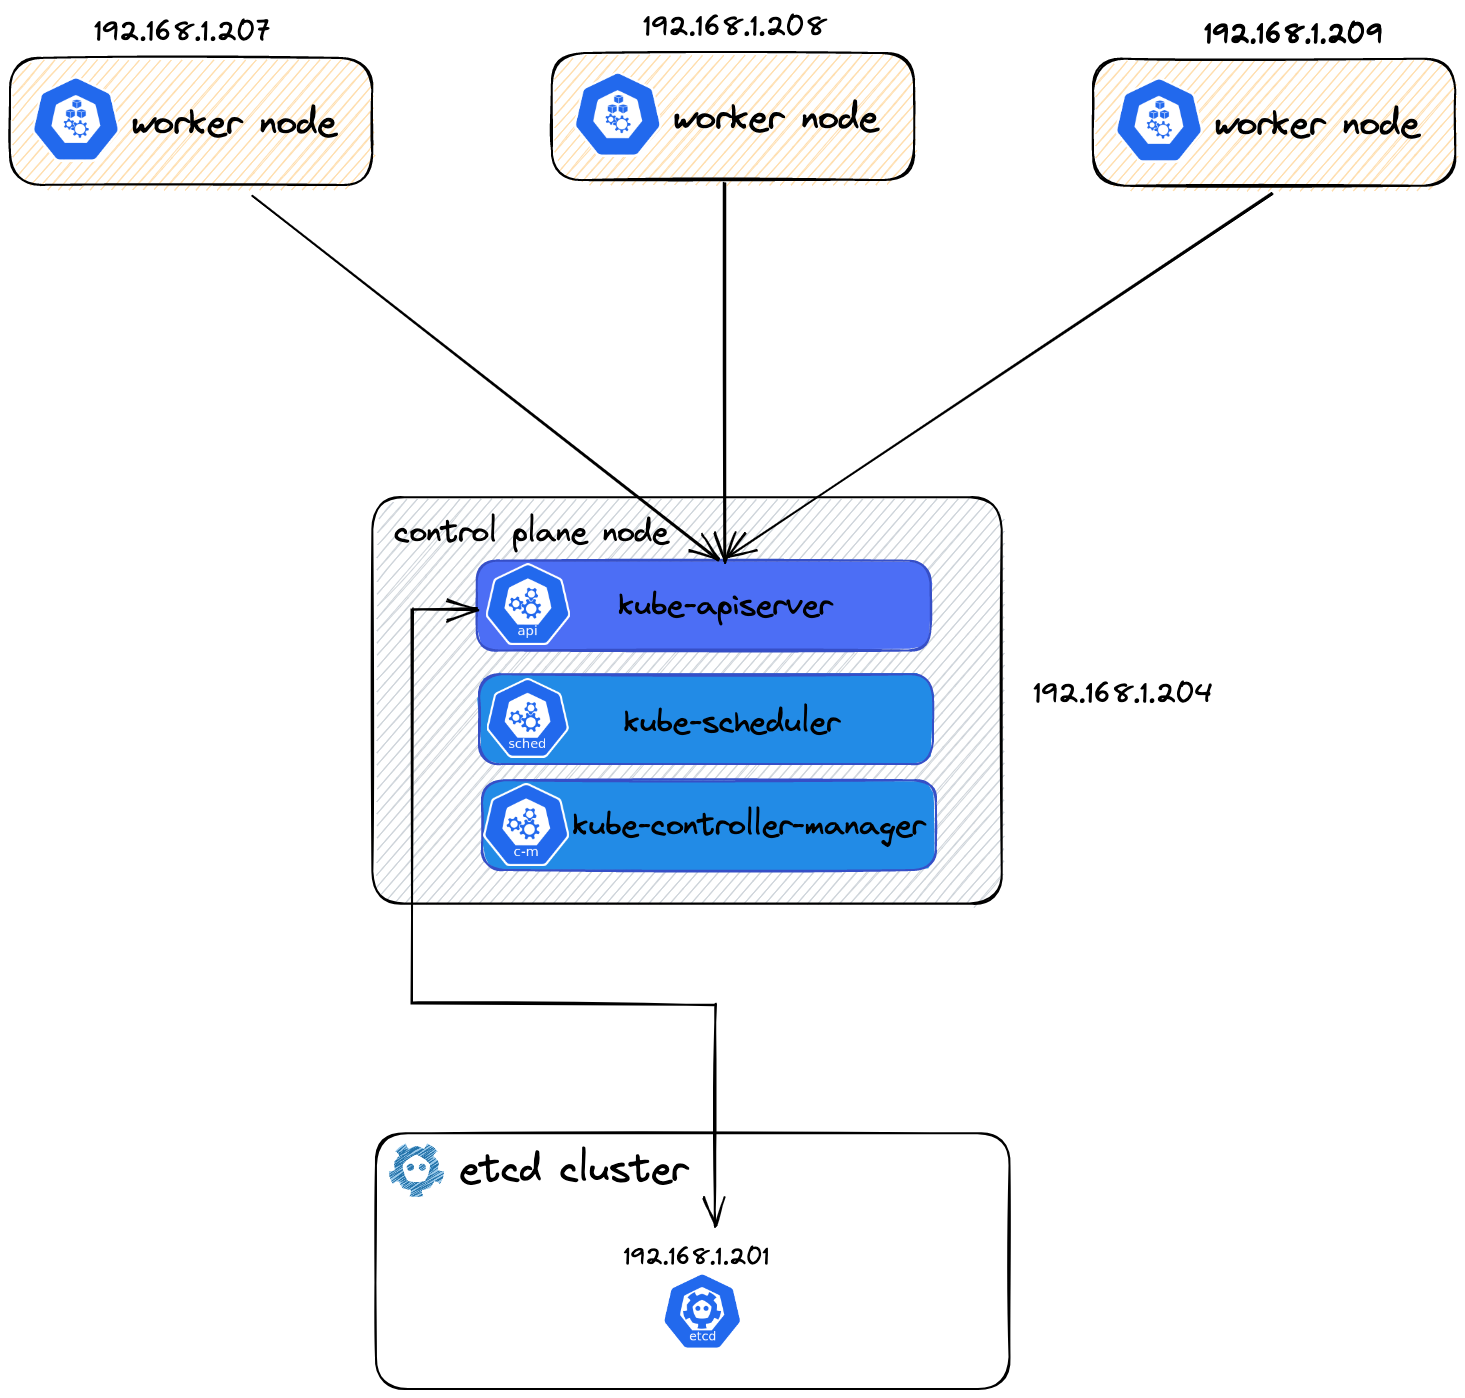 192.168.1.207
192.168.1.208
192.168.1.209
worker node
worker node
worker node
control plane node
api
kube-apiserver
192.168.1.204
sched
kube-scheduler
c-m
kube-controller-manager
etcd cluster
192.168.1.201
etcd